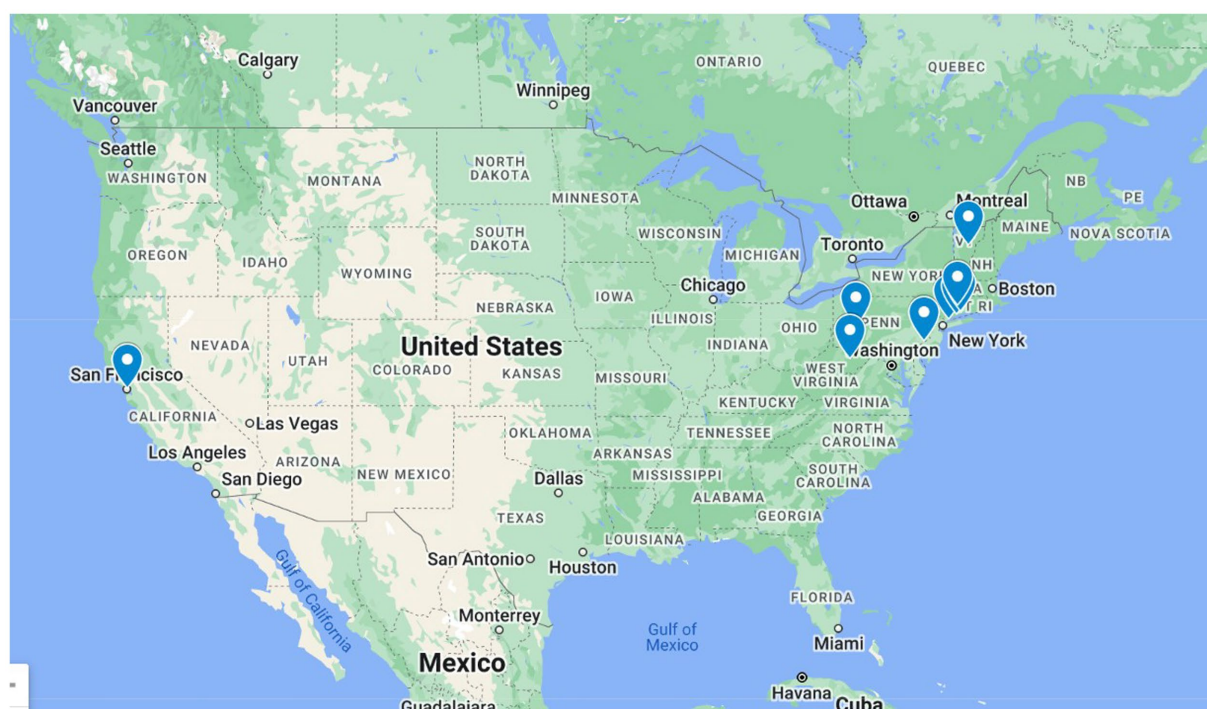 Calgary
ONTARIO
QUEBEC
Winnipeg
Vancouver
Seattle
WASHINGTON
MONTANA
NORTH
DAKOTA
MINNESOTA
NB
PE
Ottawa
Montreal
MAINE
NOVA SCOTIA
OREGON
IDAHO
SOUTH
DAKOTA
WISCONSIN
MICHIGAN
Toronto
VT
NH
WYOMING
NEW YORK
Chicago
Boston
IOWA
NEBRASKA
ILLINOIS
RI
OHIO
PENN
INDIANA
New York
NEVADA
UTAH
United States
COLORADO
KANSAS
MISSOURI
WEST
VIRGINIA
Washington
San Francisco
CALIFORNIA
Las Vegas
KENTUCKY
VIRGINIA
OKLAHOMA
TENNESSEE
NORTH
CAROLINA
Los Angeles
ARIZONA
NEW MEXICO
ARKANSAS
MISSISSIPPI
SOUTH
CAROLINA
San Diego
Dallas
ALABAMA
GEORGIA
TEXAS
LOUISIANA
San Antonio
Houston
Gulf of California
FLORIDA
Monterrey
Gulf of
Mexico
Miami
Mexico
Havana
Cuba
Guadalajara